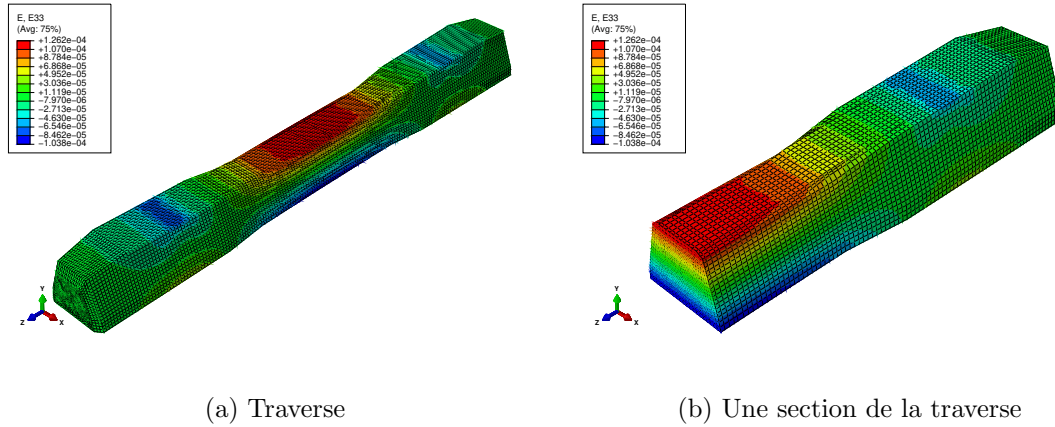 E, E33
(Avg: 75%)
+1.262e-04
+1.070e-04
+8.784e-05
+6.868e-05
+4.952e-05
+3.036e-05
+1.119e-05
-7.970e-06
-2.713e-05
-4.630e-05
-6.546e-05
-8.462e-05
-1.038e-04
Y
Z
X
(a) Traverse
E, E33
(Avg: 75%)
+1.262e-04
+1.070e-04
+8.784e-05
+6.868e-05
+4.952e-05
+3.036e-05
+1.119e-05
-7.970e-06
-2.713e-05
-4.630e-05
-6.546e-05
-8.462e-05
-1.038e-04
Y
Z
X
(b) Une section de la traverse